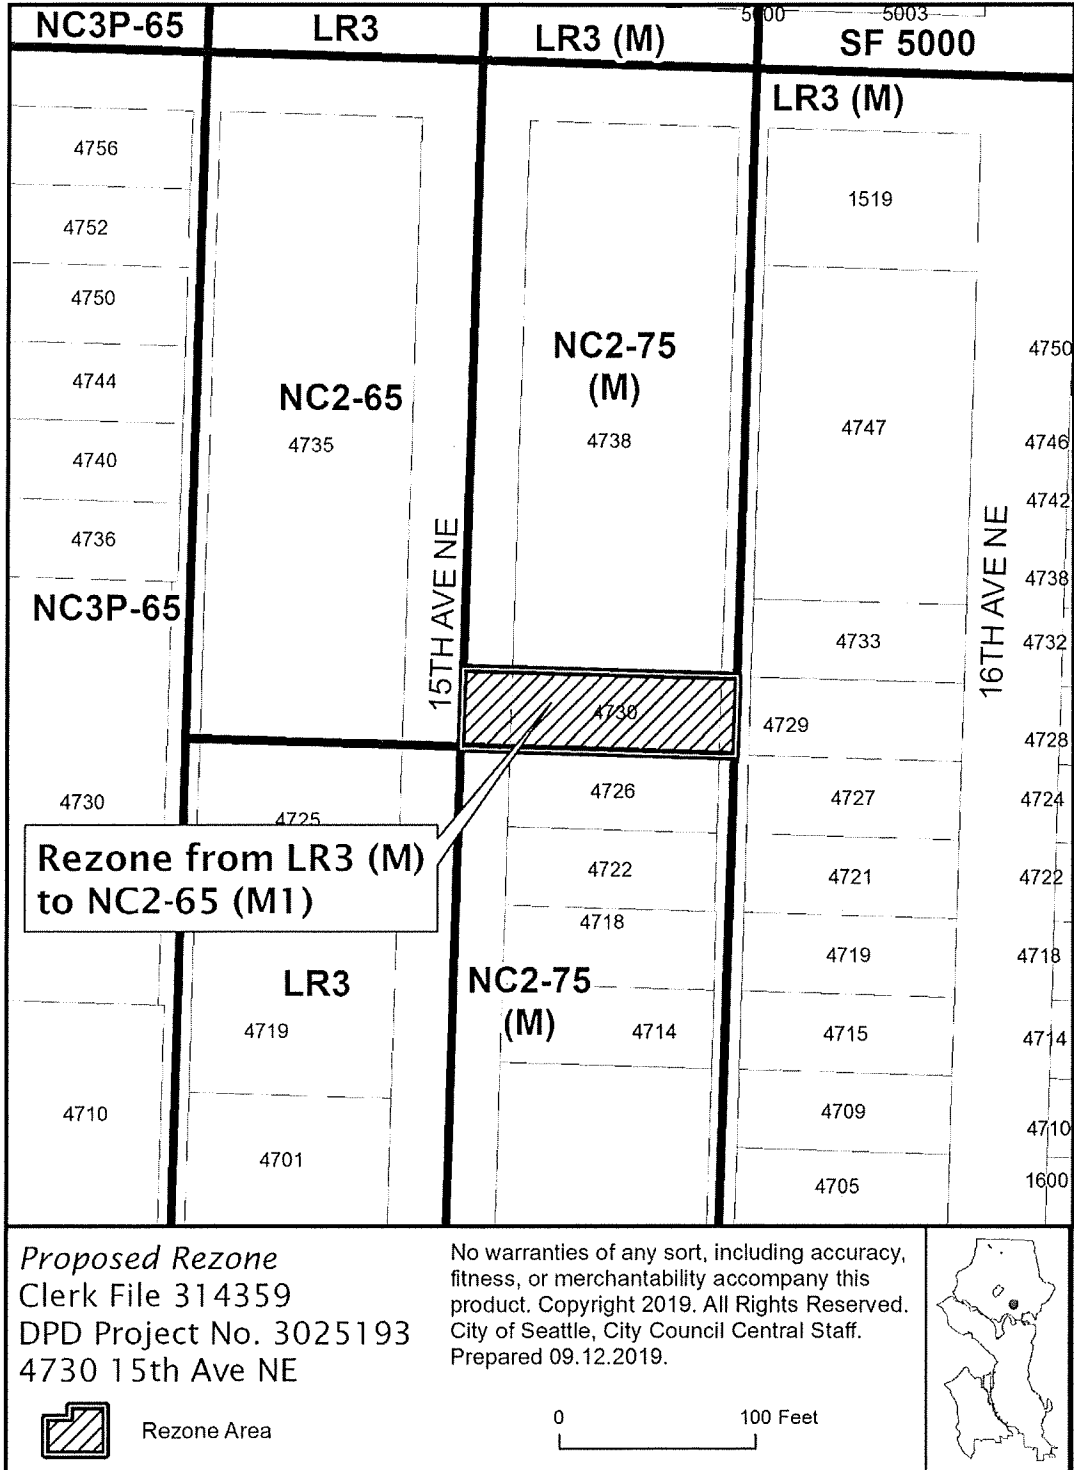 5000 5003
NC3P-65 LR3 LR3 (M) SF 5000
LR3 (M)
4756
1519
4752
4750
4750
NC2-75
(M)
4744
NC2-65
4735
4738
4747
4746
4740
4742
4736
4738
NC3P-65
15TH AVE NE
16TH AVE NE
4733
4732
4730
4729
4728
4730
4726
4727
4724
4725
Rezone from LR3 (M)
to NC2-65 (M1)
4722
4721
4722
4718
4719
4718
LR3
NC2-75
(M)
4719
4714
4715
4714
4710
4709
4710
4701
4705
1600
Proposed Rezone
Clerk File 314359
DPD Project No. 3025193
4730 15th Ave NE
Rezone Area
No warranties of any sort, including accuracy,
fitness, or merchantability accompany this
product. Copyright 2019. All Rights Reserved.
City of Seattle, City Council Central Staff.
Prepared 09.12.2019.
0 100 Feet